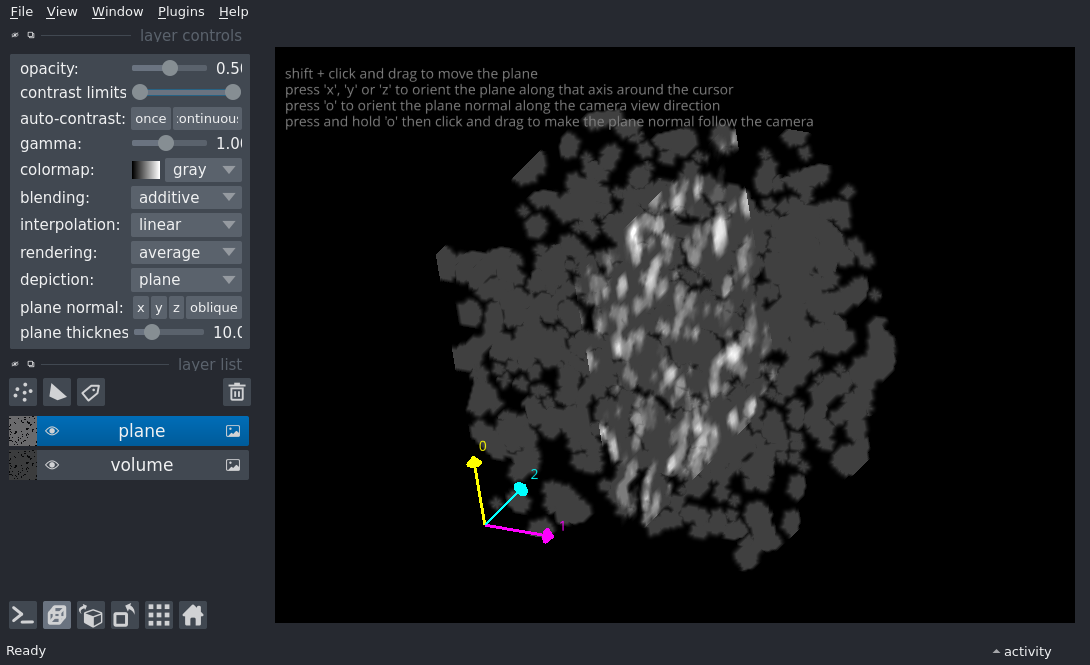 File View Window Plugins Help
layer controls
opacity: 0.50
contrast limits
auto-contrast: once continuous
gamma: 1.00
colormap: gray
blending: additive
interpolation: linear
rendering: average
depiction: plane
plane normal: x y z oblique
plane thicknes 10.0
layer list
plane
volume
shift + click and drag to move the plane
press 'x', 'y' or 'z' to orient the plane along that axis around the cursor
press 'o' to orient the plane normal along the camera view direction
press and hold 'o' then click and drag to make the plane normal follow the camera
0
2
1
Ready
activity